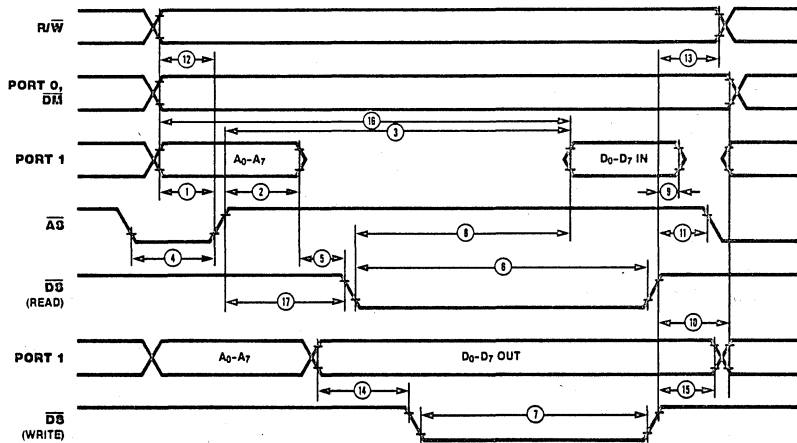 R/W̅
12
13
PORT 0,
D̅M̅
16
3
PORT 1
A0-A7
D0-D7 IN
1
2
9
A̅S̅
8
11
4
5
6
D̅S̅
(READ)
17
10
PORT 1
A0-A7
D0-D7 OUT
14
15
7
D̅S̅
(WRITE)